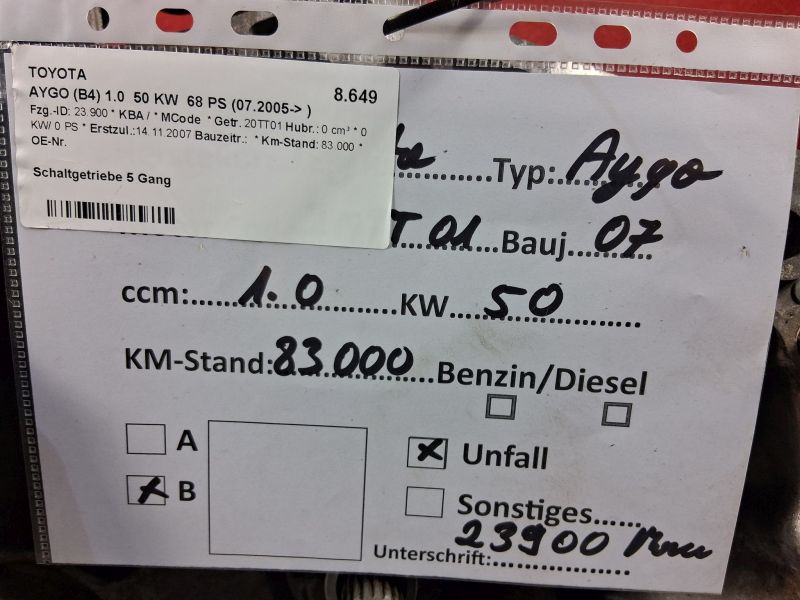 TOYOTA
AYGO (B4) 1.0 50 KW 68 PS (07.2005-> ) 8.649
Fzg.-ID: 23.900 * KBA / * MCode * Getr. 20TT01 Hubr.: 0 cm³ * 0
KW/ 0 PS * Erstzul.:14.11.2007 Bauzeitr.: * Km-Stand: 83 000 *
OE-Nr.
Schaltgetriebe 5 Gang
Typ: Aygo
T 01 Bauj 07
ccm: 1.0 KW 50
KM-Stand: 83 000 Benzin/Diesel
A
Unfall
B
Sonstiges
23900
Unterschrift: